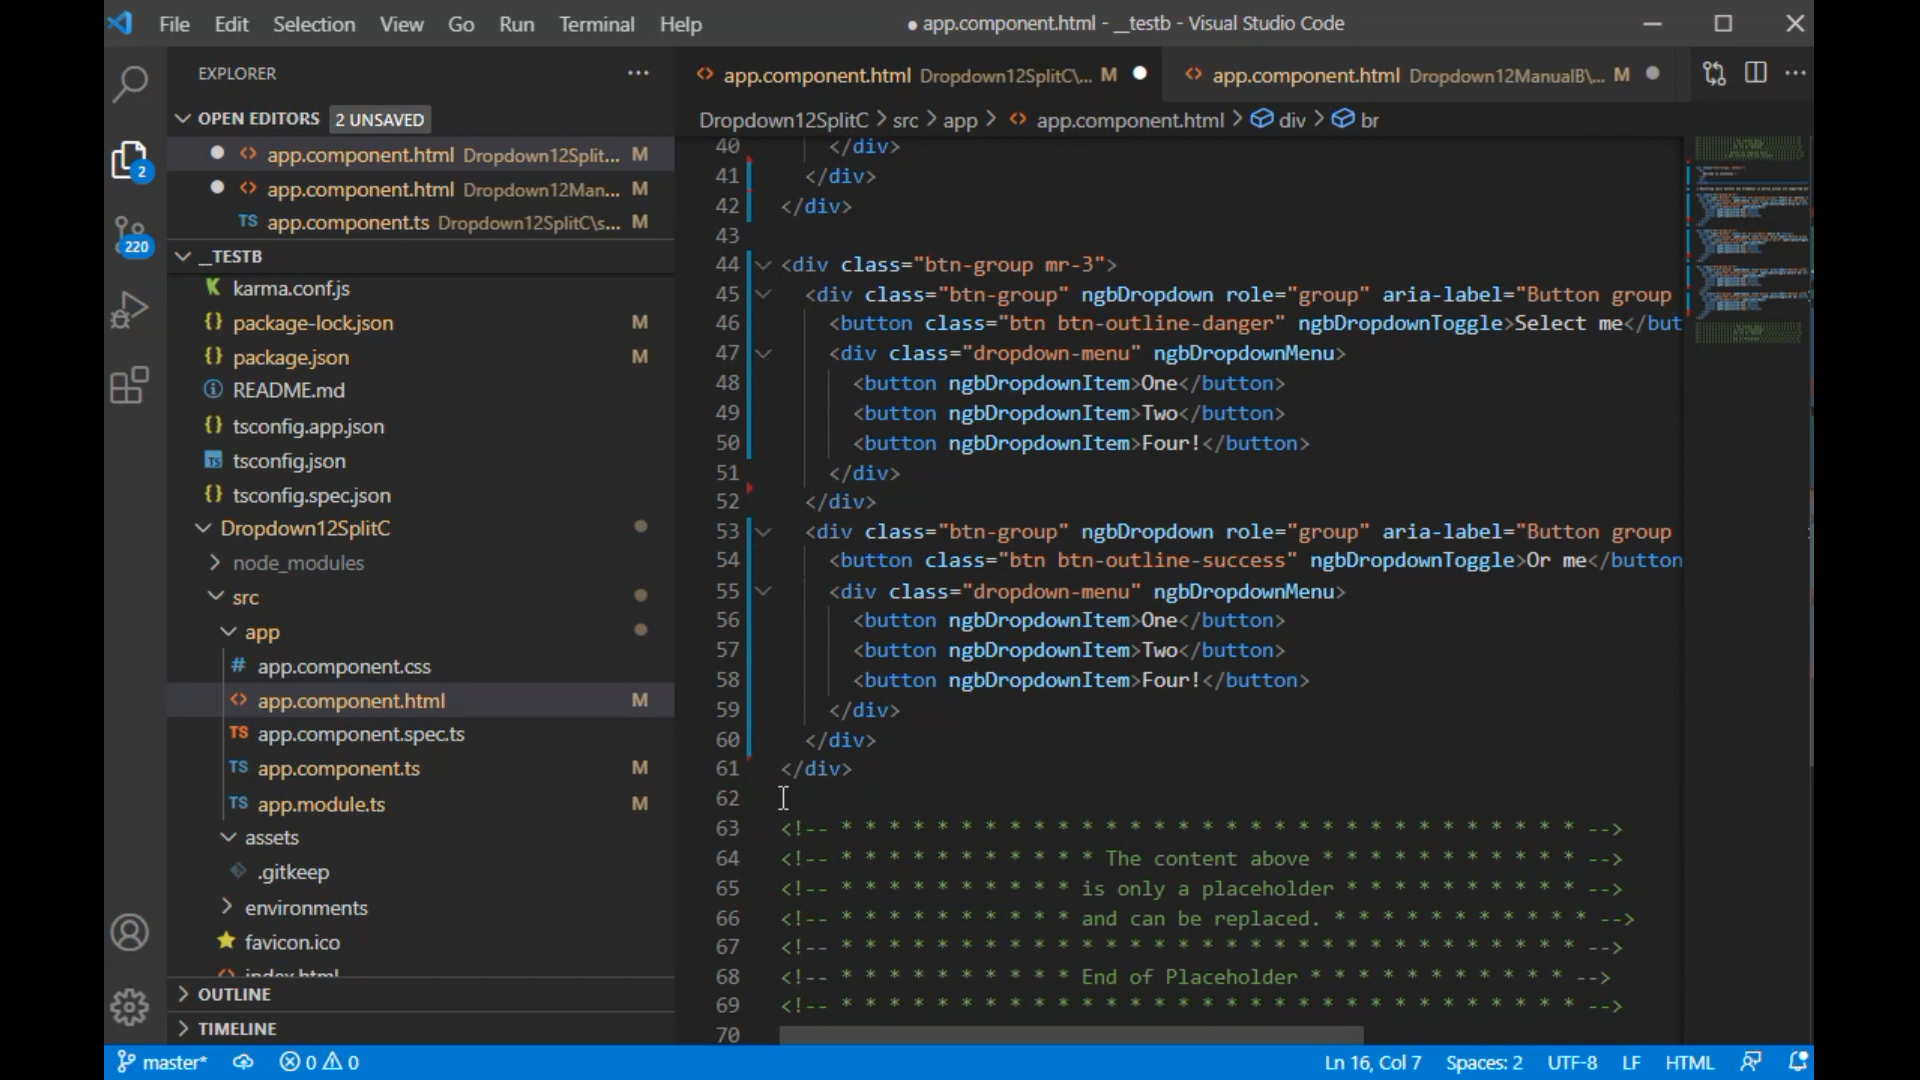 File Edit Selection View Go Run Terminal Help
● app.component.html - __testb - Visual Studio Code
EXPLORER
OPEN EDITORS 2 UNSAVED
app.component.html Dropdown12Split... M
app.component.html Dropdown12Man... M
TS app.component.ts Dropdown12SplitC\s... M
__TESTB
karma.conf.js
{} package-lock.json M
{} package.json M
README.md
{} tsconfig.app.json
TS tsconfig.json
{} tsconfig.spec.json
Dropdown12SplitC
node_modules
src
app
# app.component.css
<> app.component.html M
TS app.component.spec.ts
TS app.component.ts M
TS app.module.ts M
assets
.gitkeep
environments
favicon.ico
index.html
OUTLINE
TIMELINE
2
220
<> app.component.html Dropdown12SplitC\... M
<> app.component.html Dropdown12ManualB\... M
Dropdown12SplitC > src > app > <> app.component.html > div > br
40 </div>
41 </div>
42 </div>
43
44 <div class="btn-group mr-3">
45 <div class="btn-group" ngbDropdown role="group" aria-label="Button group
46 <button class="btn btn-outline-danger" ngbDropdownToggle>Select me</but
47 <div class="dropdown-menu" ngbDropdownMenu>
48 <button ngbDropdownItem>One</button>
49 <button ngbDropdownItem>Two</button>
50 <button ngbDropdownItem>Four!</button>
51 </div>
52 </div>
53 <div class="btn-group" ngbDropdown role="group" aria-label="Button group
54 <button class="btn btn-outline-success" ngbDropdownToggle>Or me</button
55 <div class="dropdown-menu" ngbDropdownMenu>
56 <button ngbDropdownItem>One</button>
57 <button ngbDropdownItem>Two</button>
58 <button ngbDropdownItem>Four!</button>
59 </div>
60 </div>
61 </div>
62
63 <!-- * * * * * * * * * * * * * * * * * * * * * * * * * * * * * * * -->
64 <!-- * * * * * * * * * * * The content above * * * * * * * * * * * -->
65 <!-- * * * * * * * * * * is only a placeholder * * * * * * * * * * -->
66 <!-- * * * * * * * * * * and can be replaced. * * * * * * * * * * * -->
67 <!-- * * * * * * * * * * * * * * * * * * * * * * * * * * * * * * * -->
68 <!-- * * * * * * * * * * End of Placeholder * * * * * * * * * * * -->
69 <!-- * * * * * * * * * * * * * * * * * * * * * * * * * * * * * * * -->
70
master* 0 0 Ln 16, Col 7 Spaces: 2 UTF-8 LF HTML